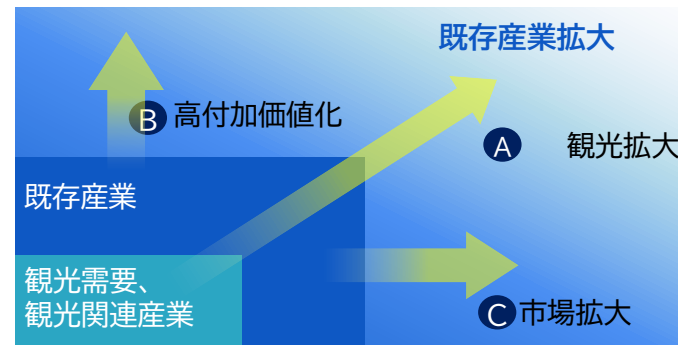 既存産業拡大
B 高付加価値化
A 観光拡大
既存産業
観光需要、
観光関連産業
C 市場拡大